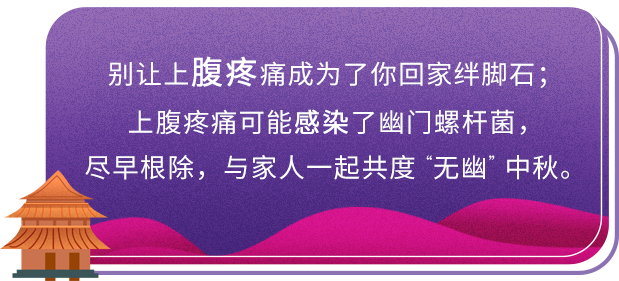 别让上腹疼痛成为了你回家绊脚石；
上腹疼痛可能感染了幽门螺杆菌，
尽早根除，与家人一起共度“无幽”中秋。